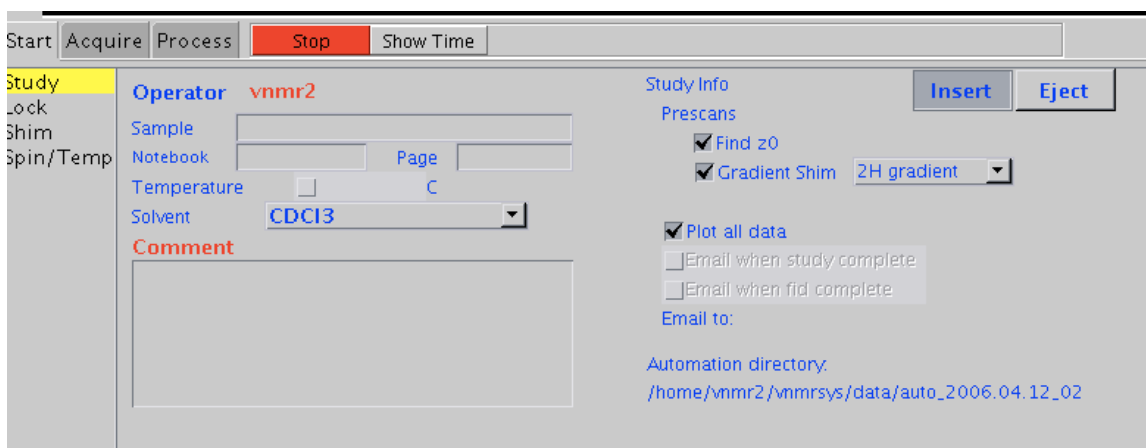 Start Acquire Process Stop Show Time
Study
Lock
Shim
Spin/Temp
Operator vnmr2
Sample
Notebook Page
Temperature C
Solvent CDCl3
Comment
Study Info
Insert Eject
Prescans
Find z0
Gradient Shim 2H gradient
Plot all data
Email when study complete
Email when fid complete
Email to:
Automation directory:
/home/vnmr2/vnmrsys/data/auto_2006.04.12_02